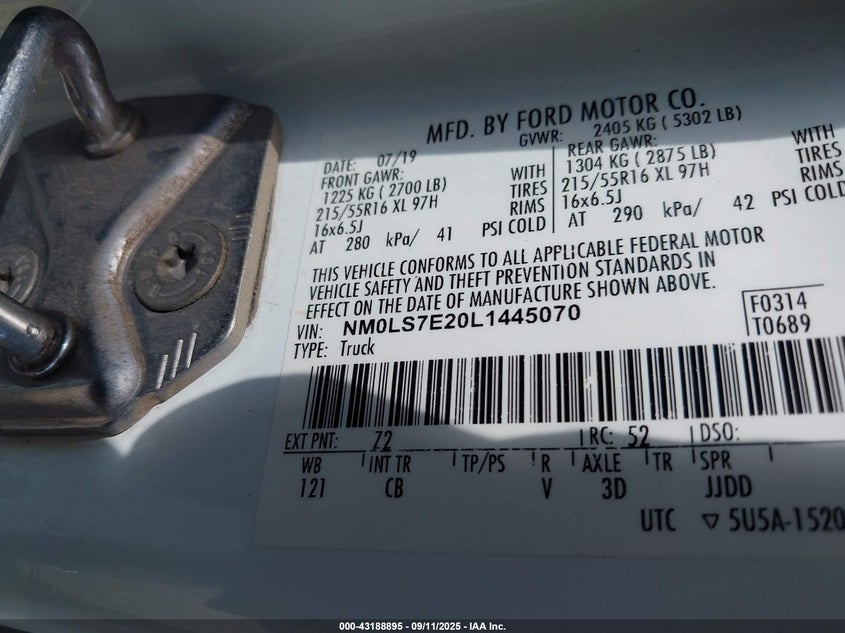 MFD. BY FORD MOTOR CO.
DATE: 07/19 GVWR: 2405 KG ( 5302 LB)
FRONT GAWR: WITH REAR GAWR: WITH
1225 KG ( 2700 LB) TIRES 1304 KG ( 2875 LB) TIRES
215/55R16 XL 97H RIMS 215/55R16 XL 97H RIMS
16x6.5J 16x6.5J
AT 280 kPa/ 41 PSI COLD AT 290 kPa/ 42 PSI COLD
THIS VEHICLE CONFORMS TO ALL APPLICABLE FEDERAL MOTOR
VEHICLE SAFETY AND THEFT PREVENTION STANDARDS IN
EFFECT ON THE DATE OF MANUFACTURE SHOWN ABOVE.
VIN: NM0LS7E20L1445070 F0314
TYPE: Truck T0689
EXT PNT: Z2 RC: 52 DSO:
WB INT TR TP/PS R AXLE TR SPR
121 CB V 3D JJDD
UTC ▽ 5U5A-1520
000-43188895 - 09/11/2025 - IAA Inc.